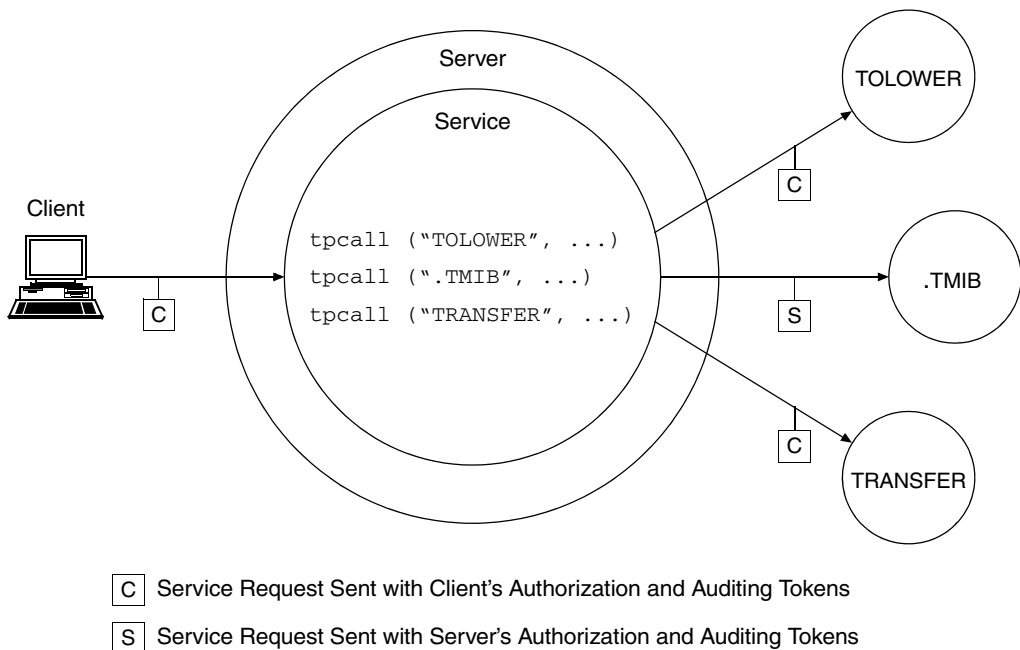 Server
Service
TOLOWER
C
Client
tpcall (“TOLOWER”, ...)
tpcall (“.TMIB”, ...)
tpcall (“TRANSFER”, ...)
C
.TMIB
S
C
TRANSFER
C Service Request Sent with Client’s Authorization and Auditing Tokens
S Service Request Sent with Server’s Authorization and Auditing Tokens